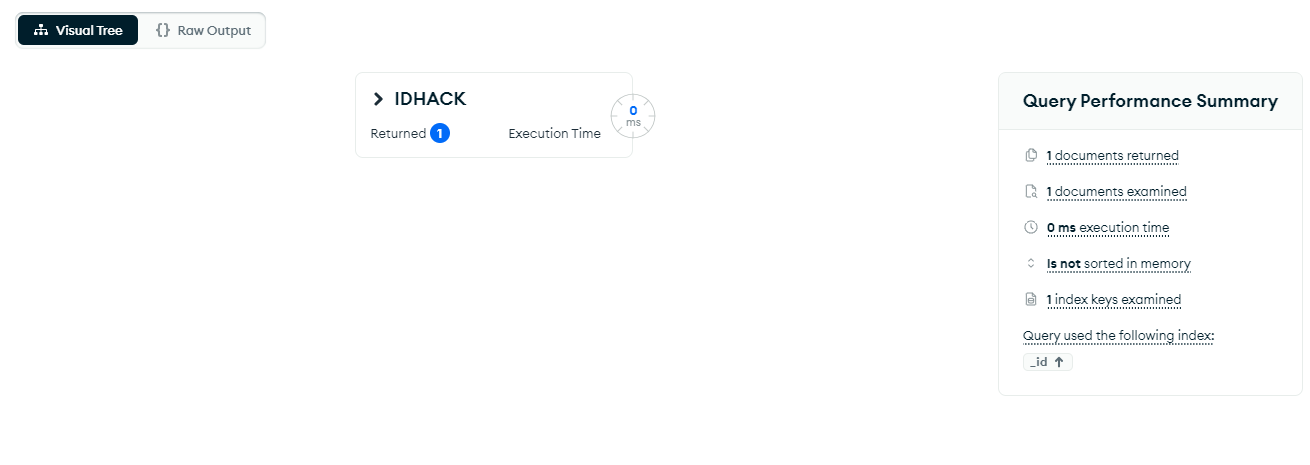 Visual Tree
{} Raw Output
IDHACK
Returned 1
Execution Time
0
ms
Query Performance Summary
1 documents returned
1 documents examined
0 ms execution time
Is not sorted in memory
1 index keys examined
Query used the following index:
_id ↑